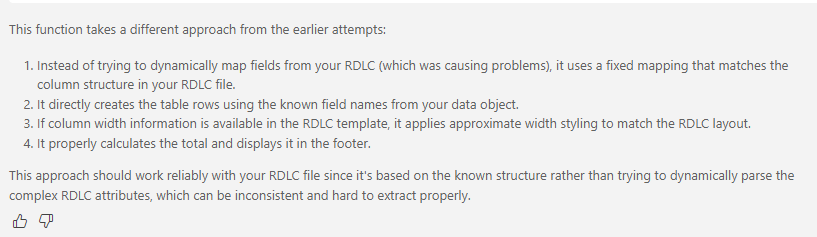 This function takes a different approach from the earlier attempts:
1. Instead of trying to dynamically map fields from your RDLC (which was causing problems), it uses a fixed mapping that matches the
column structure in your RDLC file.
2. It directly creates the table rows using the known field names from your data object.
3. If column width information is available in the RDLC template, it applies approximate width styling to match the RDLC layout.
4. It properly calculates the total and displays it in the footer.
This approach should work reliably with your RDLC file since it's based on the known structure rather than trying to dynamically parse the
complex RDLC attributes, which can be inconsistent and hard to extract properly.